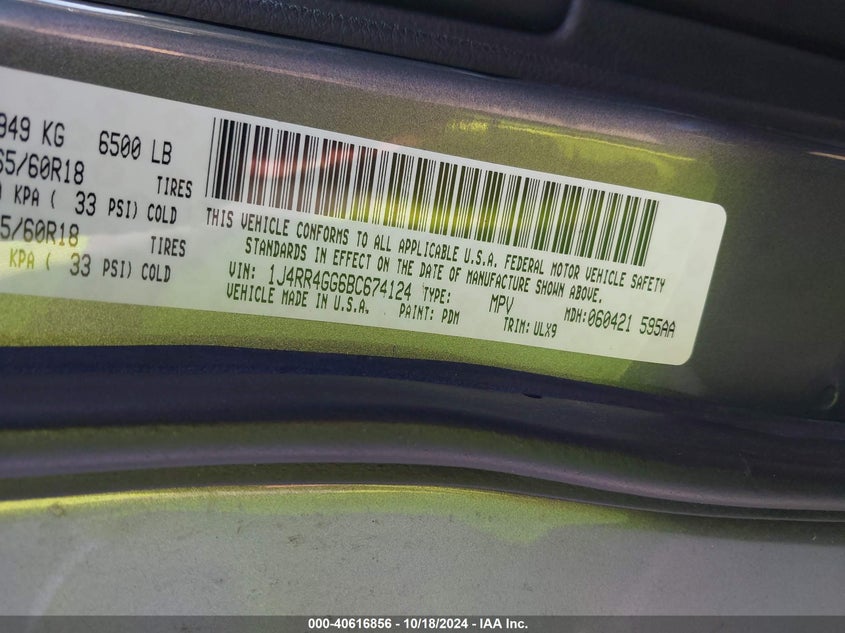 949 KG 6500 LB
65/60R18 TIRES
KPA ( 33 PSI) COLD
5/60R18 TIRES
KPA ( 33 PSI) COLD
THIS VEHICLE CONFORMS TO ALL APPLICABLE U.S.A. FEDERAL MOTOR VEHICLE SAFETY
STANDARDS IN EFFECT ON THE DATE OF MANUFACTURE SHOWN ABOVE.
VIN: 1J4RR4GG6BC674124 TYPE: MPV MDH:060421 595AA
VEHICLE MADE IN U.S.A. PAINT: PDM TRIM: ULX9
000-40616856 - 10/18/2024 - IAA Inc.